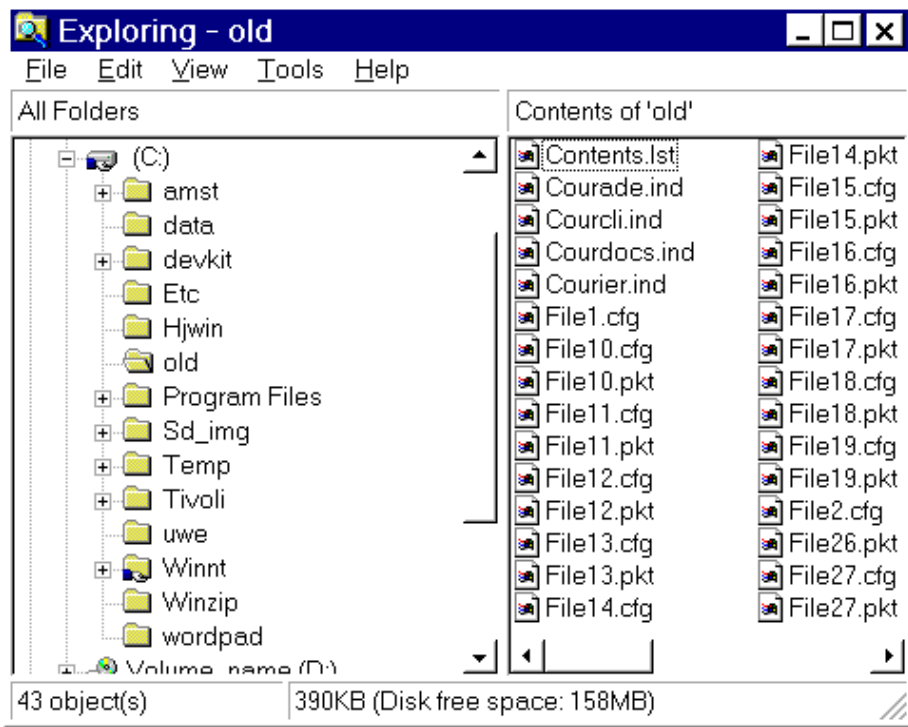 Exploring - old
File Edit View Tools Help
All Folders
Contents of 'old'
(C:)
amst
data
devkit
Etc
Hjwin
old
Program Files
Sd_img
Temp
Tivoli
uwe
Winnt
Winzip
wordpad
Volume_name (D:)
Contents.lst
Courade.ind
Courcli.ind
Courdocs.ind
Courier.ind
File1.cfg
File10.cfg
File10.pkt
File11.cfg
File11.pkt
File12.cfg
File12.pkt
File13.cfg
File13.pkt
File14.cfg
File14.pkt
File15.cfg
File15.pkt
File16.cfg
File16.pkt
File17.cfg
File17.pkt
File18.cfg
File18.pkt
File19.cfg
File19.pkt
File2.cfg
File26.pkt
File27.cfg
File27.pkt
43 object(s)
390KB (Disk free space: 158MB)